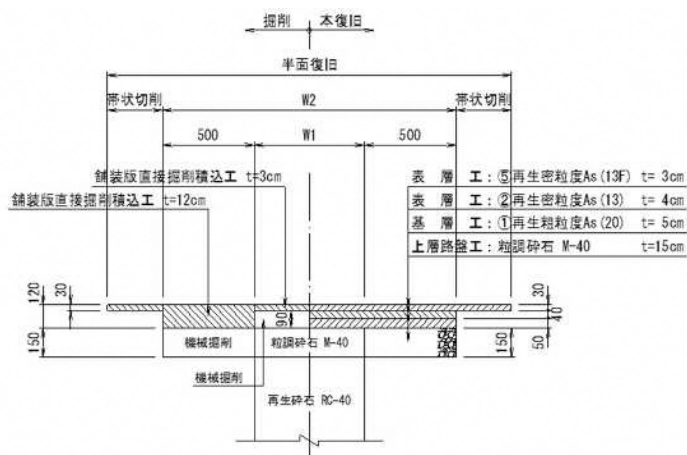 掘削 本復旧
半面復旧
帯状切削 W2 帯状切削
500 W1 500
舗装版直接掘削積込工 t=3cm
舗装版直接掘削積込工 t=12cm
表 層 工：⑤再生密粒度As(13F) t= 3cm
表 層 工：②再生密粒度As(13) t= 4cm
基 層 工：①再生粗粒度As(20) t= 5cm
上層路盤工：粒調砕石 M-40 t=15cm
120 30 30 40
90 50
150 機械掘削 粒調砕石 M-40 150
機械掘削
再生砕石 RC-40